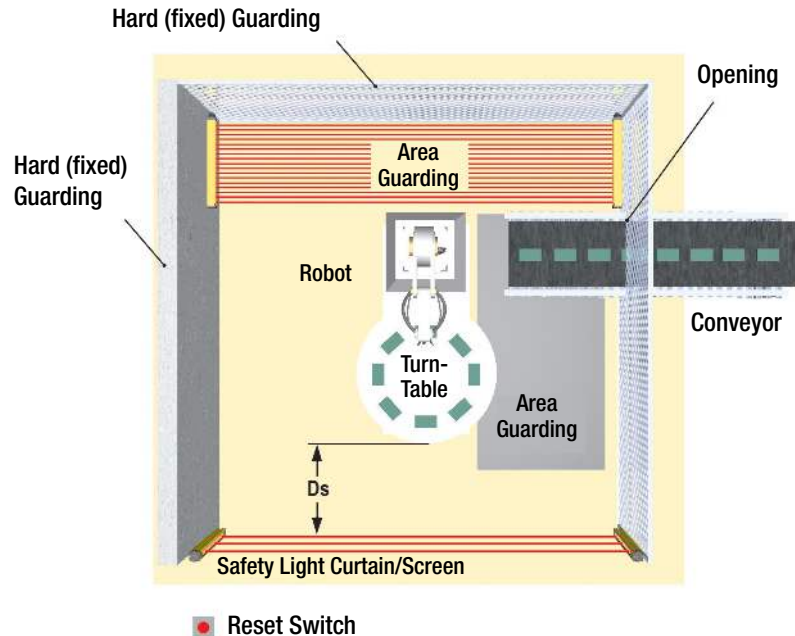 Hard (fixed) Guarding
Opening
Area
Guarding
Hard (fixed)
Guarding
Robot
Conveyor
Turn-
Table
Area
Guarding
Ds
Safety Light Curtain/Screen
Reset Switch